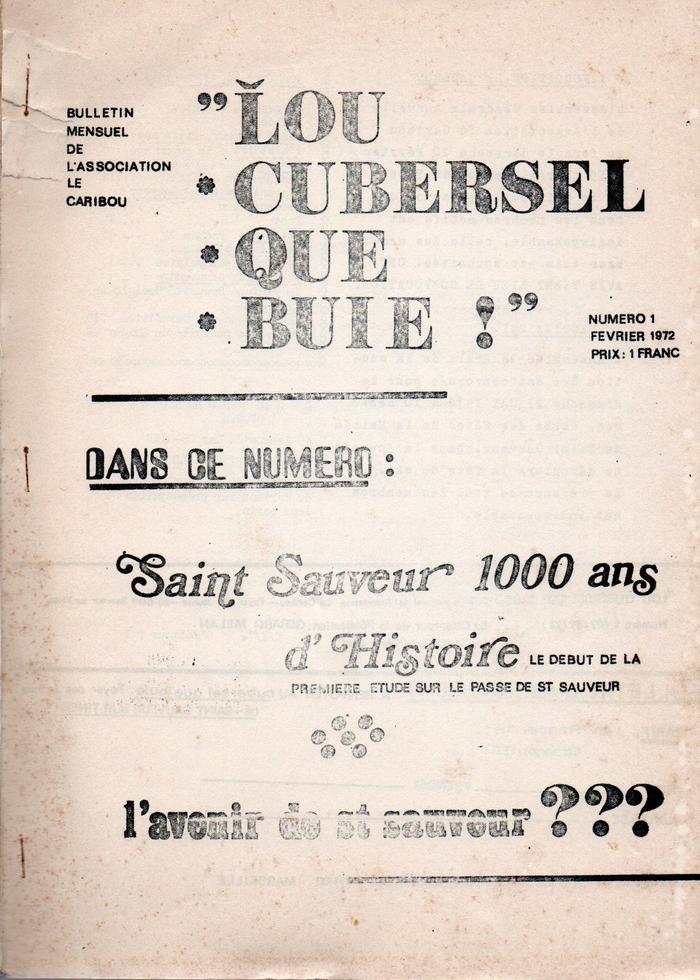 BULLETIN
MENSUEL
DE
L'ASSOCIATION
LE
CARIBOU
"ĽOU
CUBERSEL
QUE
BUIE !"
NUMERO 1
FEVRIER 1972
PRIX : 1 FRANC
DANS CE NUMERO :
Saint Sauveur 1000 ans
d'Histoire LE DEBUT DE LA
PREMIERE ETUDE SUR LE PASSE DE ST SAUVEUR
l'avenir de st sauveur ???